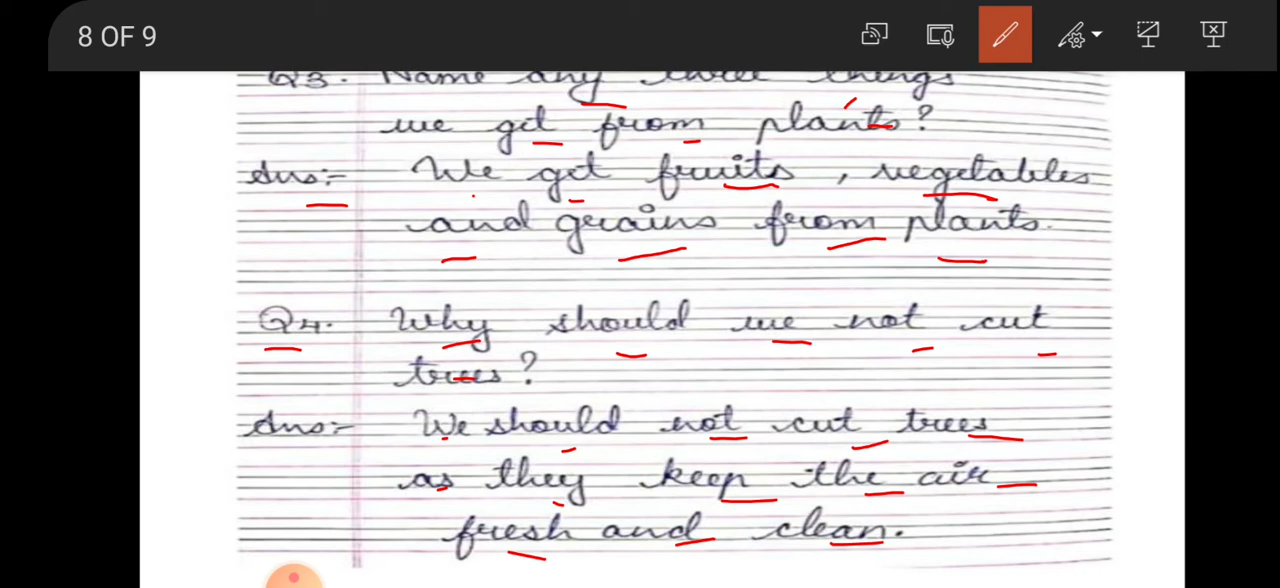 8 OF 9
Q3. Name any three things
we get from plants?
Ans:- We get fruits, vegetables
and grains from plants.
Q4. Why should we not cut
trees?
Ans:- We should not cut trees
as they keep the air
fresh and clean.